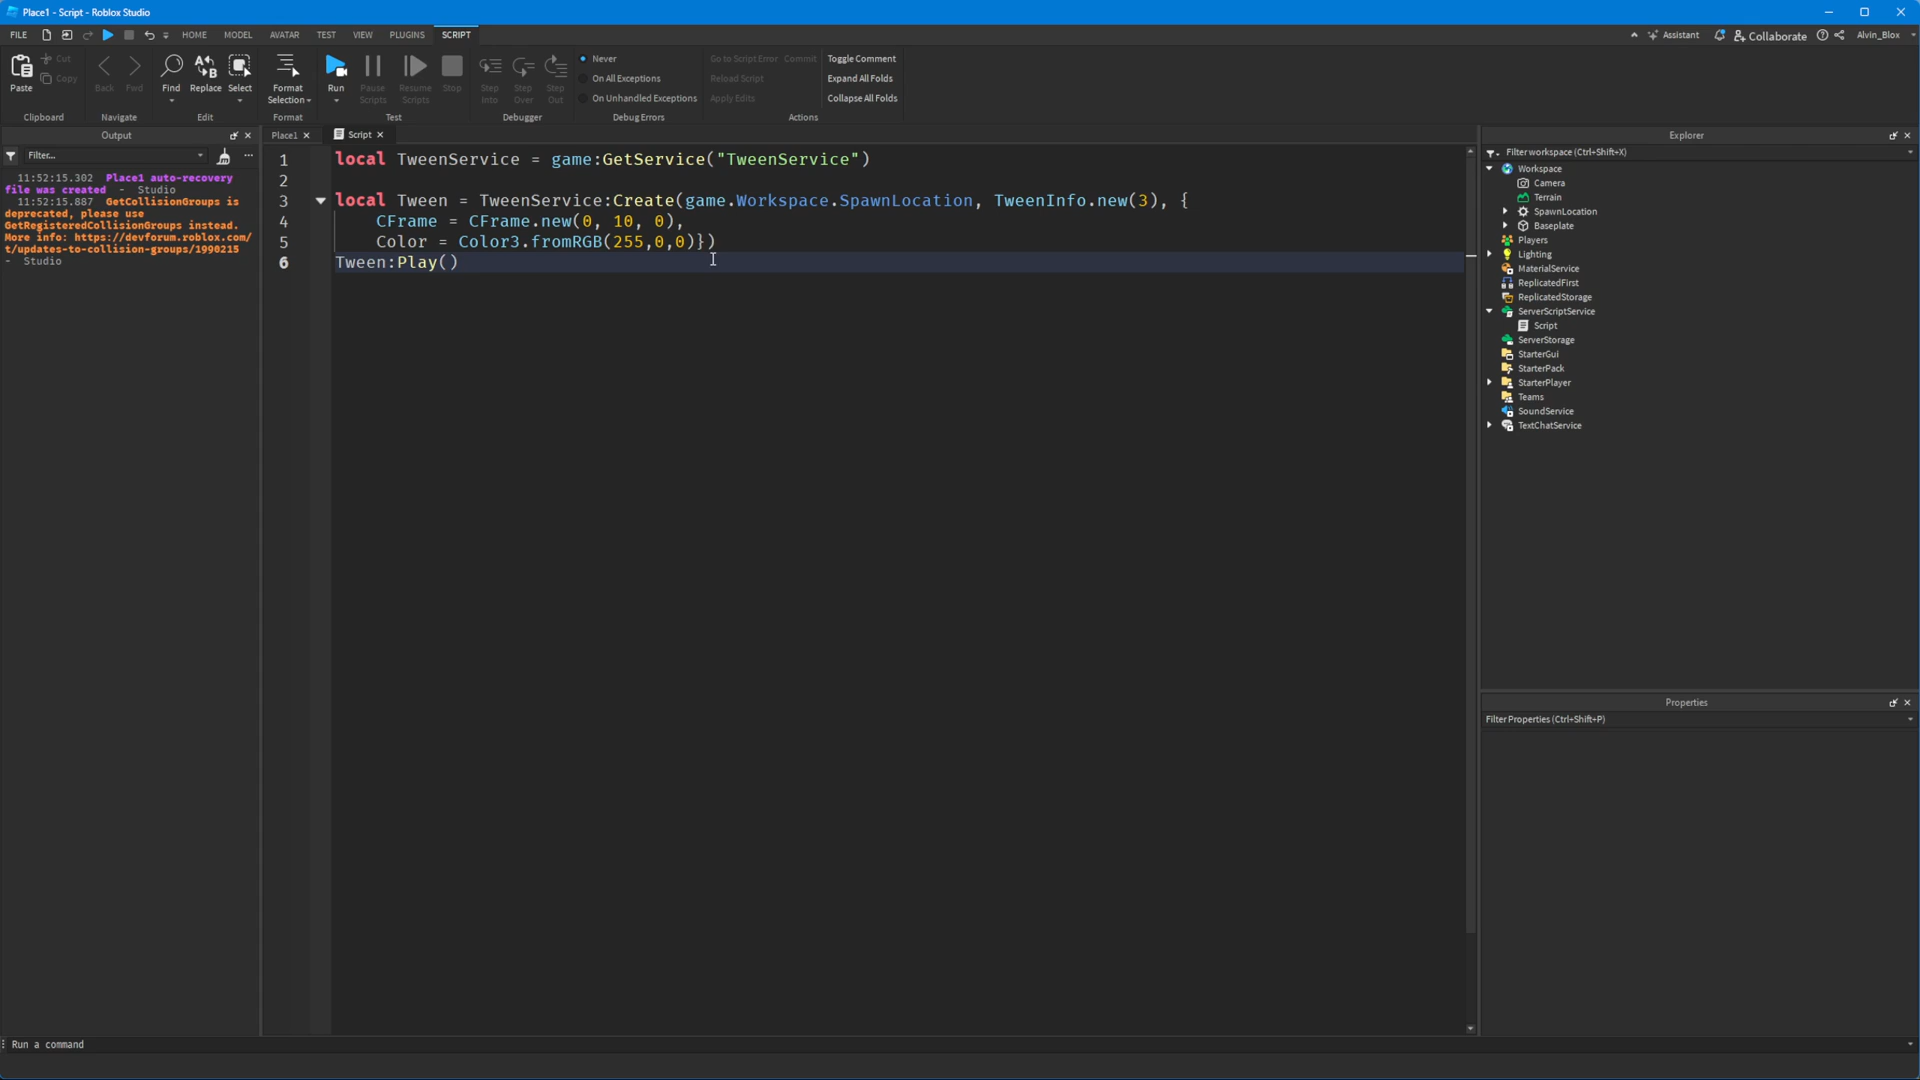 Place1 - Script - Roblox Studio
FILE HOME MODEL AVATAR TEST VIEW PLUGINS SCRIPT Assistant Collaborate Alvin_Blox
Paste Cut Copy Back Fwd Find Replace Select Format Selection Run Pause Scripts Resume Scripts Stop Step Into Step Over Step Out
Never
On All Exceptions
On Unhandled Exceptions
Go to Script Error Commit
Reload Script
Apply Edits
Toggle Comment
Expand All Folds
Collapse All Folds
Clipboard Navigate Edit Format Test Debugger Debug Errors Actions
Output
Filter...
11:52:15.302 Place1 auto-recovery
file was created - Studio
11:52:15.887 GetCollisionGroups is
deprecated, please use
GetRegisteredCollisionGroups instead.
More info: https://devforum.roblox.com/
t/updates-to-collision-groups/1990215
- Studio
Place1 Script
1 local TweenService = game:GetService("TweenService")
2
3 local Tween = TweenService:Create(game.Workspace.SpawnLocation, TweenInfo.new(3), {
4 CFrame = CFrame.new(0, 10, 0),
5 Color = Color3.fromRGB(255,0,0)})
6 Tween:Play()
Explorer
Filter workspace (Ctrl+Shift+X)
Workspace
Camera
Terrain
SpawnLocation
Baseplate
Players
Lighting
MaterialService
ReplicatedFirst
ReplicatedStorage
ServerScriptService
Script
ServerStorage
StarterGui
StarterPack
StarterPlayer
Teams
SoundService
TextChatService
Properties
Filter Properties (Ctrl+Shift+P)
Run a command